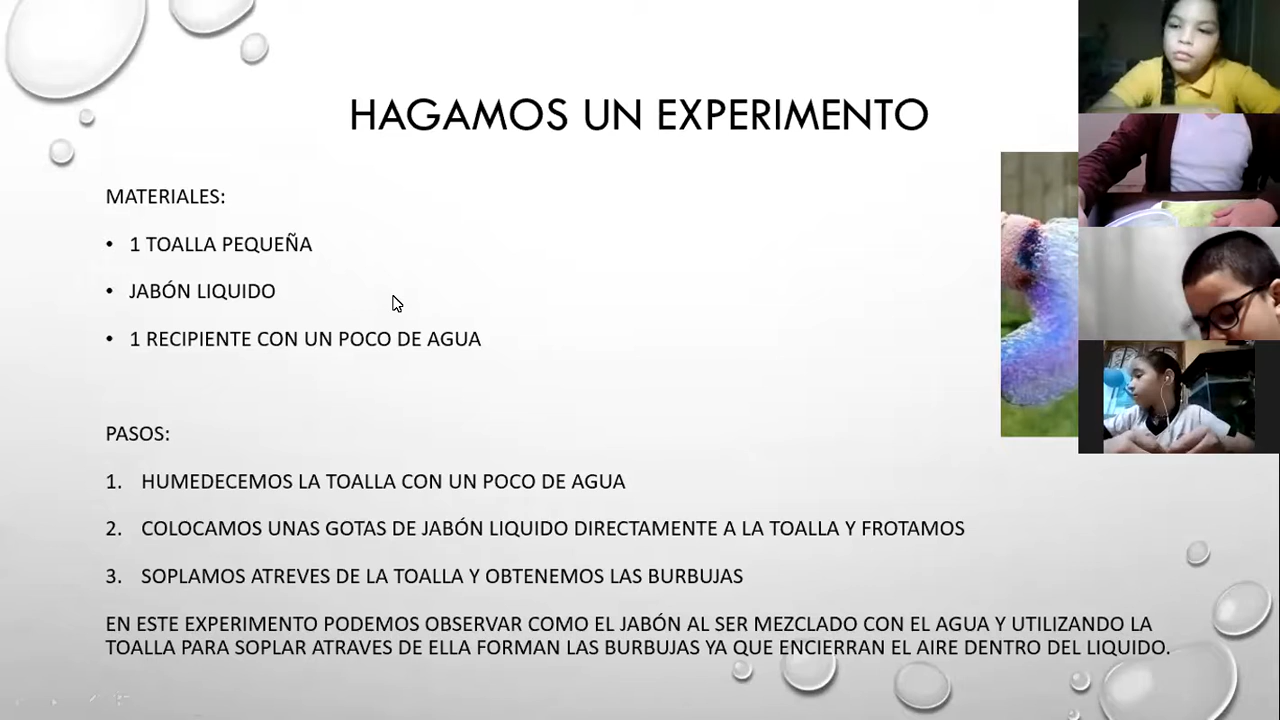 HAGAMOS UN EXPERIMENTO
MATERIALES:
• 1 TOALLA PEQUEÑA
• JABÓN LIQUIDO
• 1 RECIPIENTE CON UN POCO DE AGUA
PASOS:
1. HUMEDECEMOS LA TOALLA CON UN POCO DE AGUA
2. COLOCAMOS UNAS GOTAS DE JABÓN LIQUIDO DIRECTAMENTE A LA TOALLA Y FROTAMOS
3. SOPLAMOS ATREVES DE LA TOALLA Y OBTENEMOS LAS BURBUJAS
EN ESTE EXPERIMENTO PODEMOS OBSERVAR COMO EL JABÓN AL SER MEZCLADO CON EL AGUA Y UTILIZANDO LA
TOALLA PARA SOPLAR ATRAVES DE ELLA FORMAN LAS BURBUJAS YA QUE ENCIERRAN EL AIRE DENTRO DEL LIQUIDO.